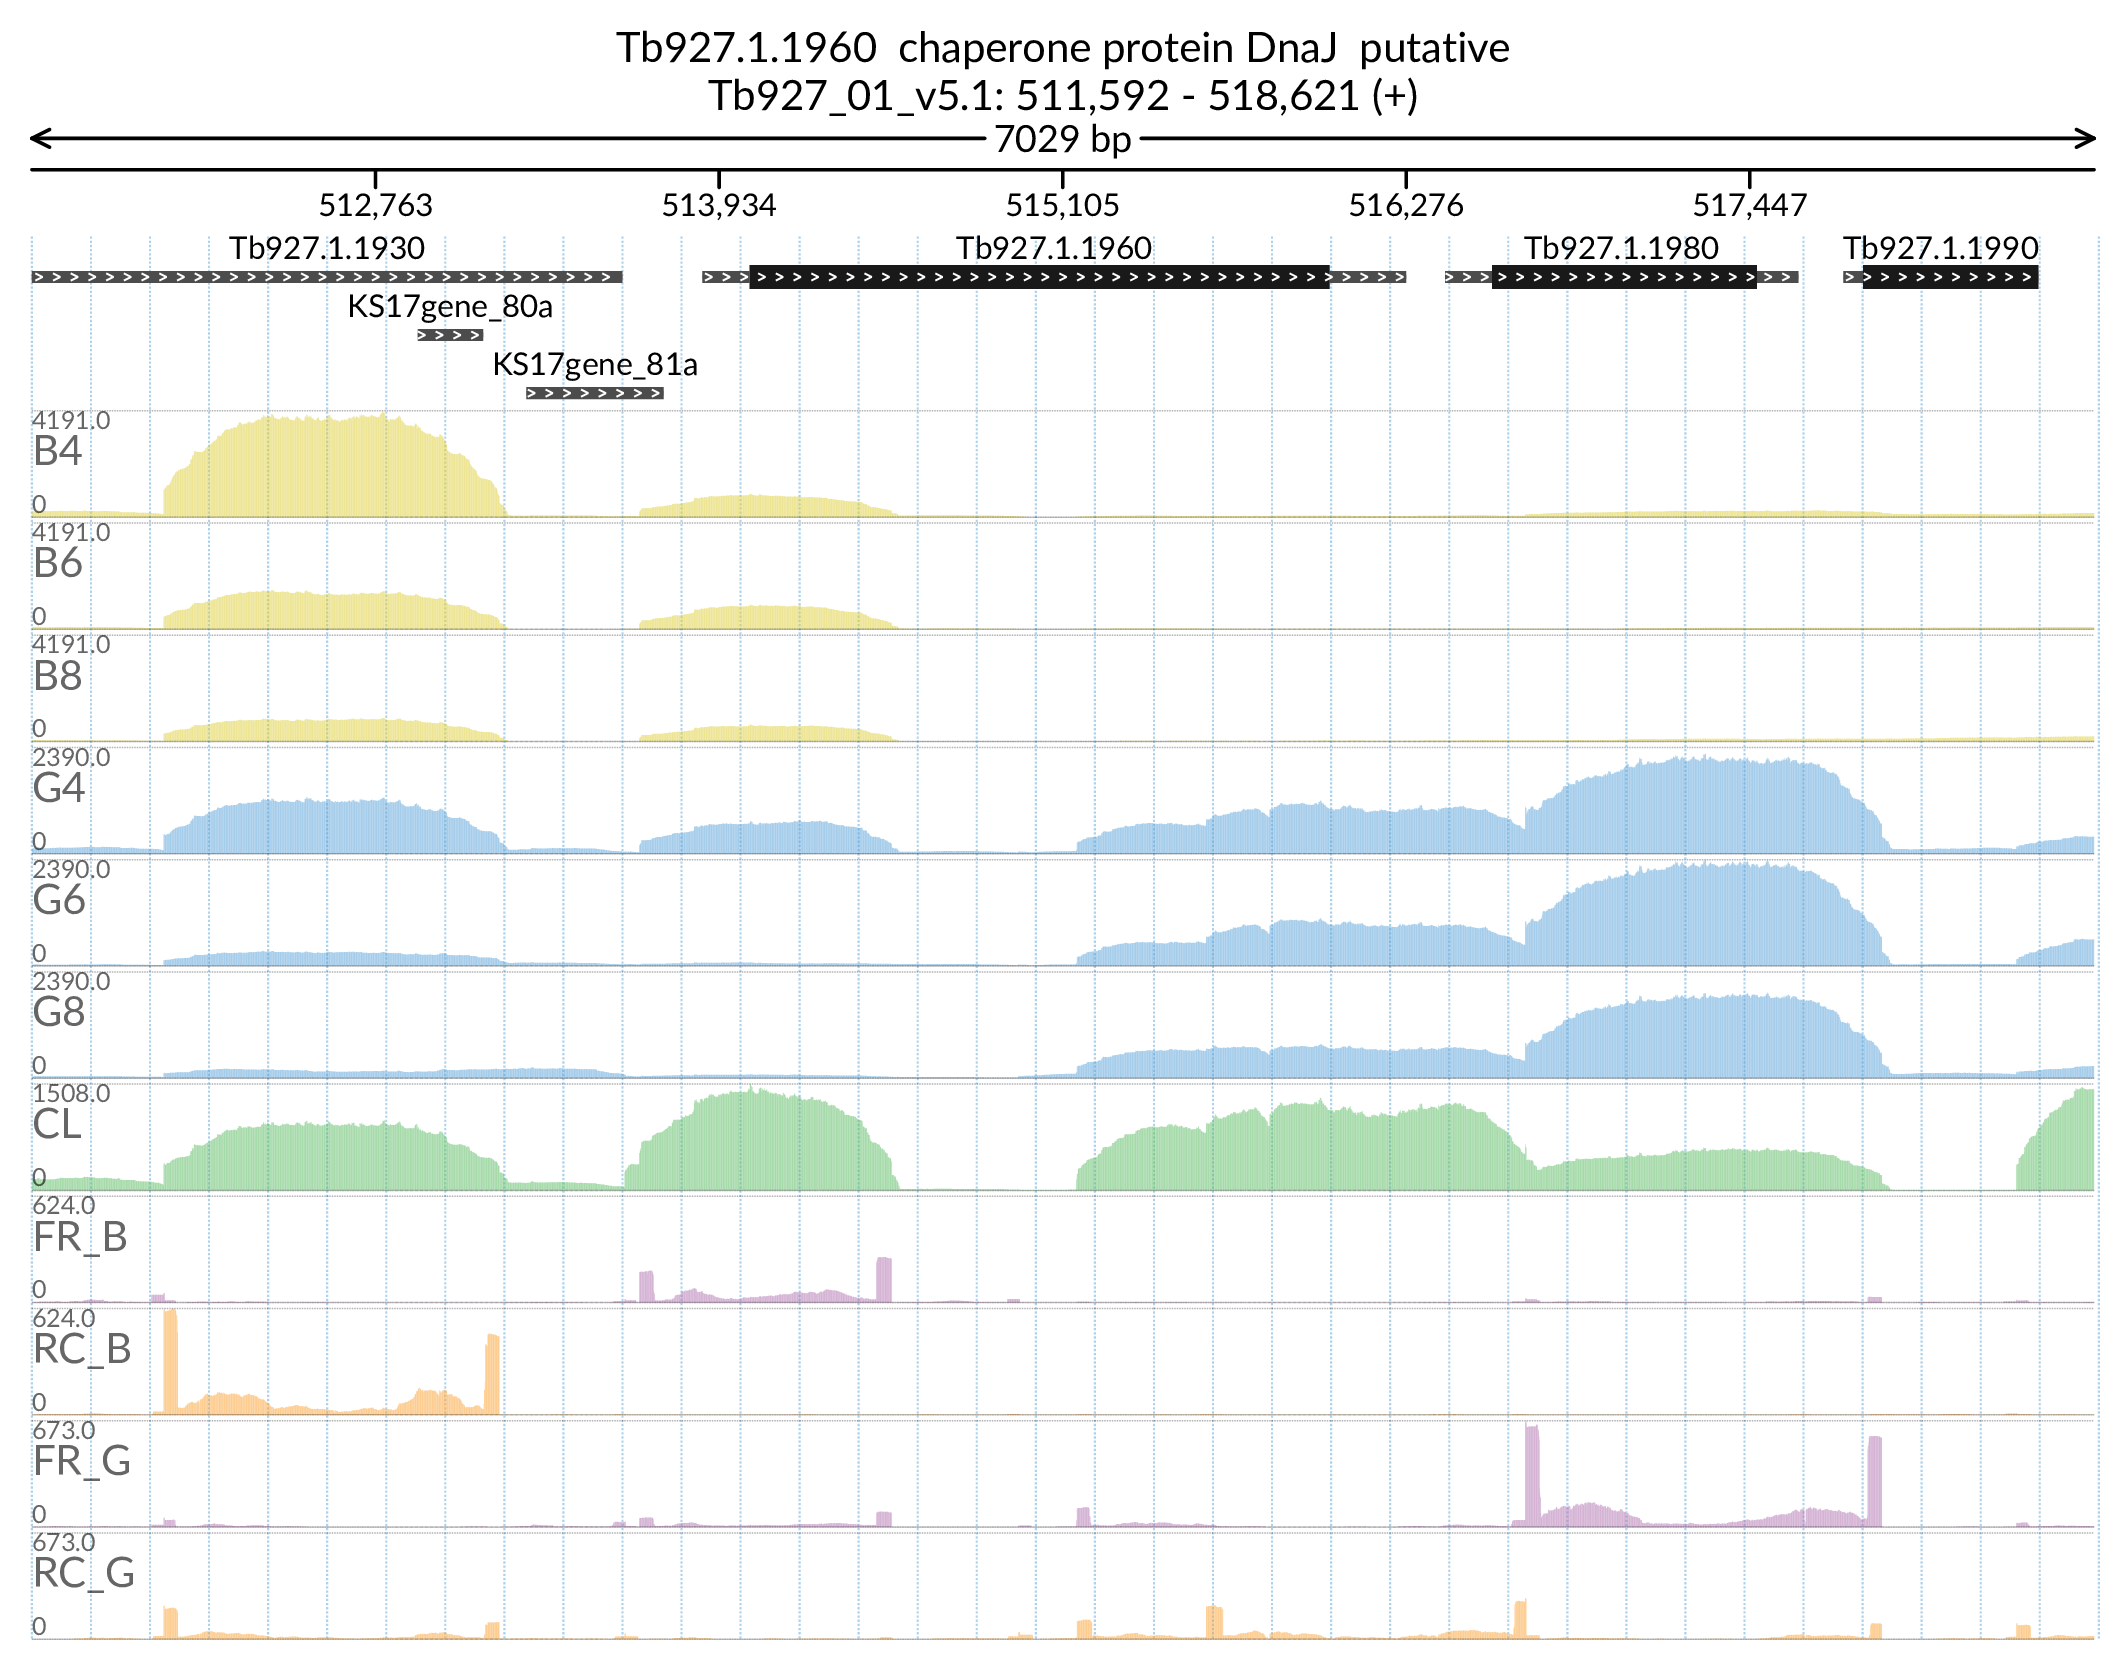 Tb927.1.1960  chaperone protein DnaJ  putative
Tb927_01_v5.1: 511,592 - 518,621 (+)
7029 bp
512,763 513,934 515,105 516,276 517,447
Tb927.1.1930 Tb927.1.1960 Tb927.1.1980 Tb927.1.1990
KS17gene_80a
KS17gene_81a
4191.0
B4
0
4191.0
B6
0
4191.0
B8
0
2390.0
G4
0
2390.0
G6
0
2390.0
G8
0
1508.0
CL
0
624.0
FR_B
0
624.0
RC_B
0
673.0
FR_G
0
673.0
RC_G
0